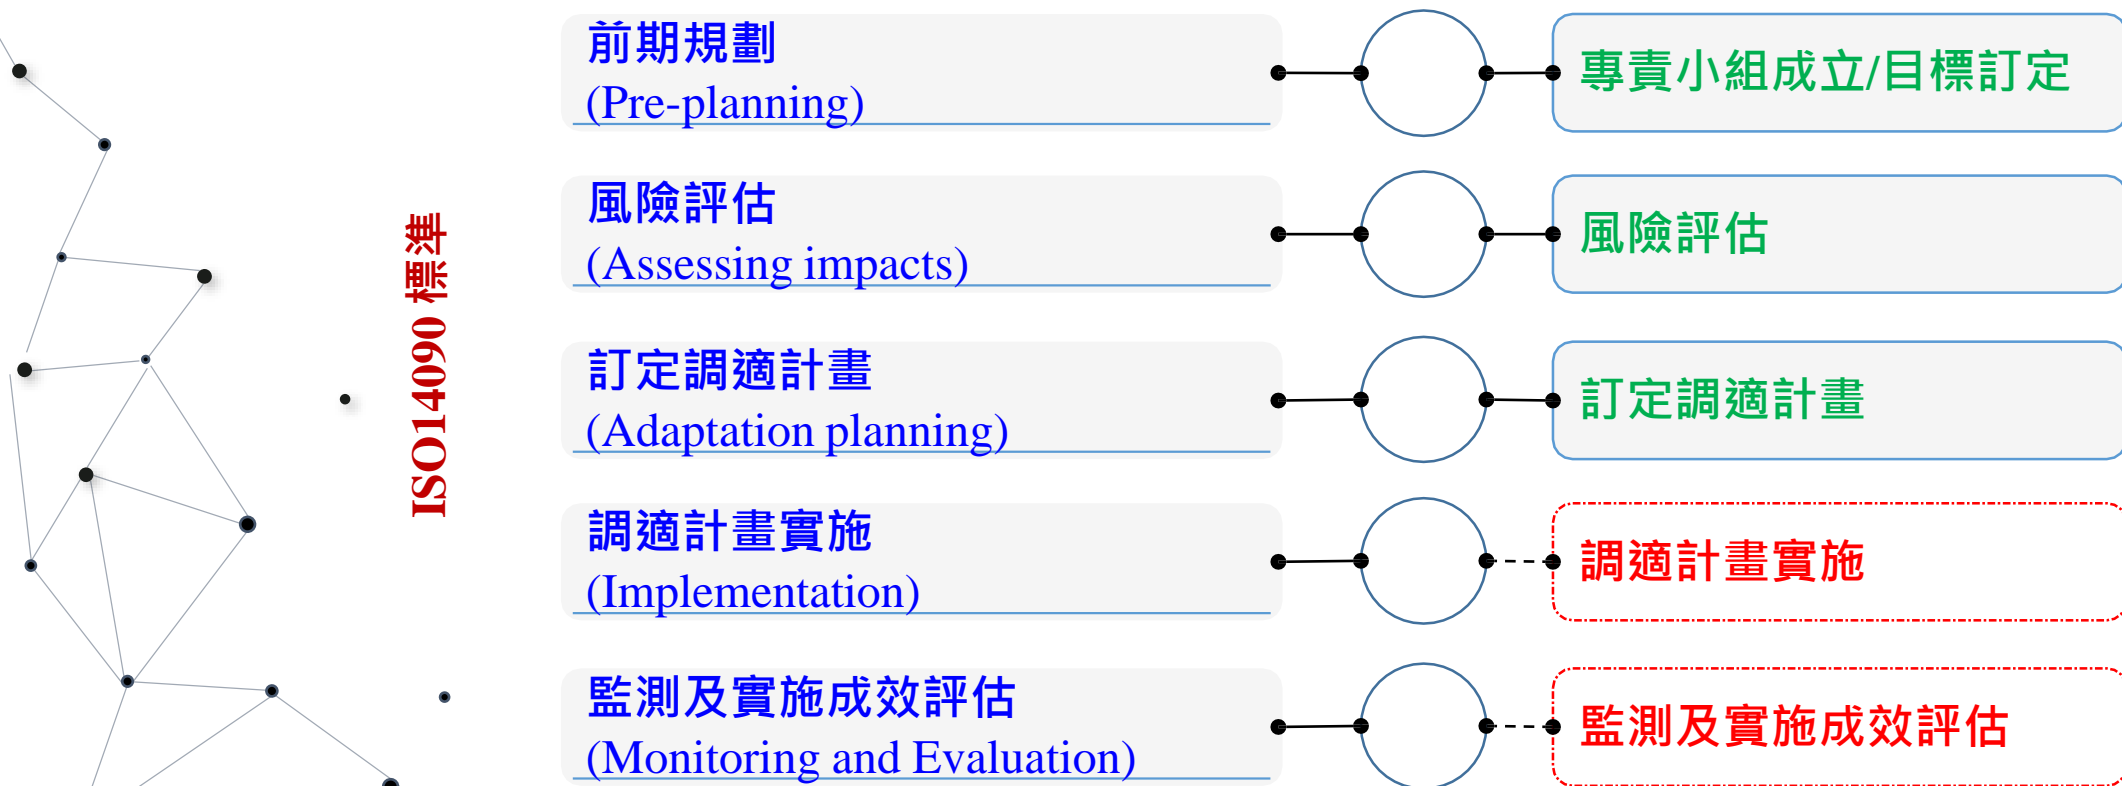 ISO14090 標準
前期規劃
(Pre-planning)
專責小組成立/目標訂定
風險評估
(Assessing impacts)
風險評估
訂定調適計畫
(Adaptation planning)
訂定調適計畫
調適計畫實施
(Implementation)
調適計畫實施
監測及實施成效評估
(Monitoring and Evaluation)
監測及實施成效評估